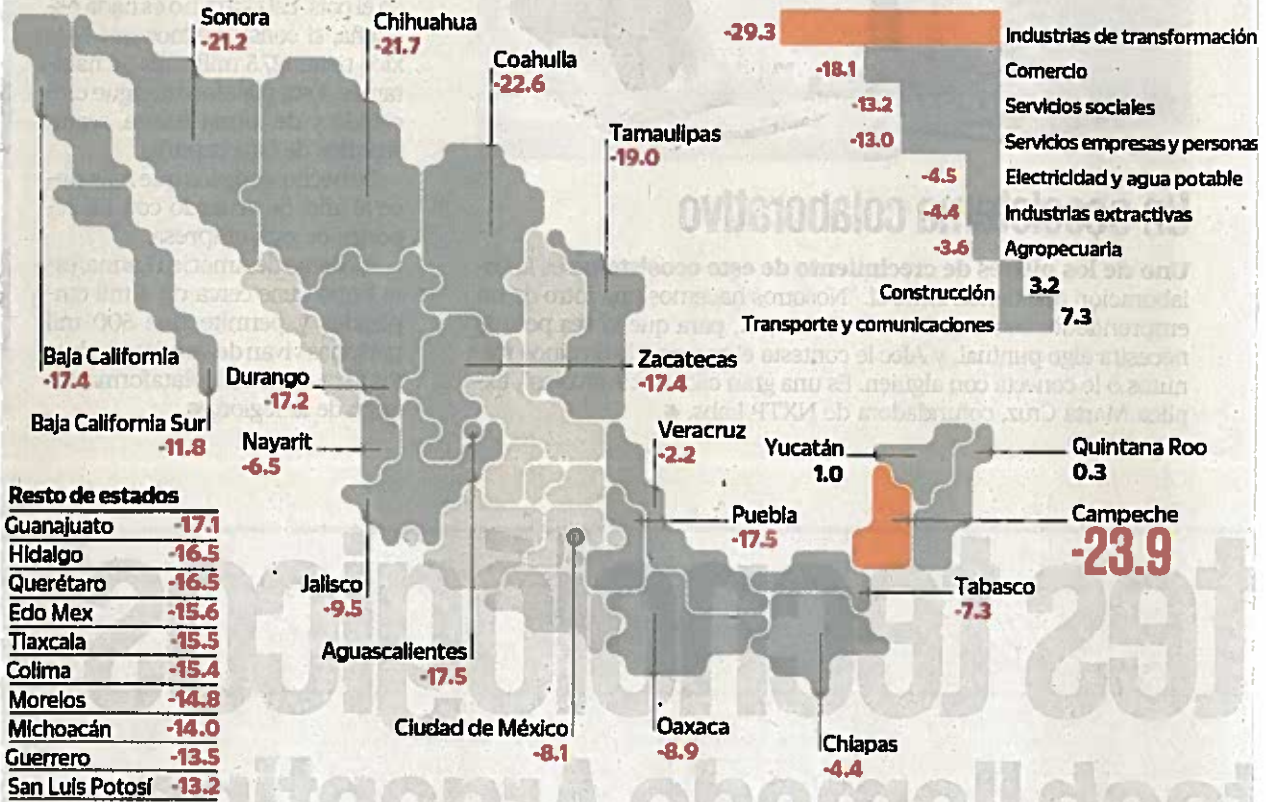 Sonora
-21.2
Chihuahua
-21.7
Coahulla
-22.6
Tamaulipas
-19.0
-29.3 Industrias de transformación
-18.1 Comercio
-13.2 Servicios sociales
-13.0 Servicios empresas y personas
-4.5 Electricidad y agua potable
-4.4 Industrias extractivas
-3.6 Agropecuaria
Construcción 3.2
Transporte y comunicaciones 7.3
Baja California
-17.4
Baja California Sur
-11.8
Durango
-17.2
Nayarit
-6.5
Zacatecas
-17.4
Veracruz
-2.2
Yucatán
1.0
Quintana Roo
0.3
Puebla
-17.5
Campeche
-23.9
Tabasco
-7.3
Jalisco
-9.5
Aguascalientes
-17.5
Ciudad de México
-8.1
Oaxaca
-8.9
Chiapas
-4.4
Resto de estados
Guanajuato -17.1
Hidalgo -16.5
Querétaro -16.5
Edo Mex -15.6
Tlaxcala -15.5
Colima -15.4
Morelos -14.8
Michoacán -14.0
Guerrero -13.5
San Luis Potosí -13.2